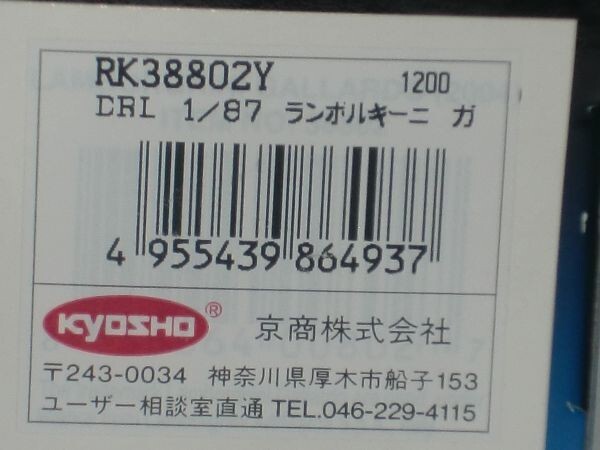 RK38802Y 1200
DRL 1/87 ランボルキーニ ガ
4 955439 864937
KYOSHO ® 京商株式会社
〒243-0034 神奈川県厚木市船子153
ユーザー相談室直通 TEL.046-229-4115